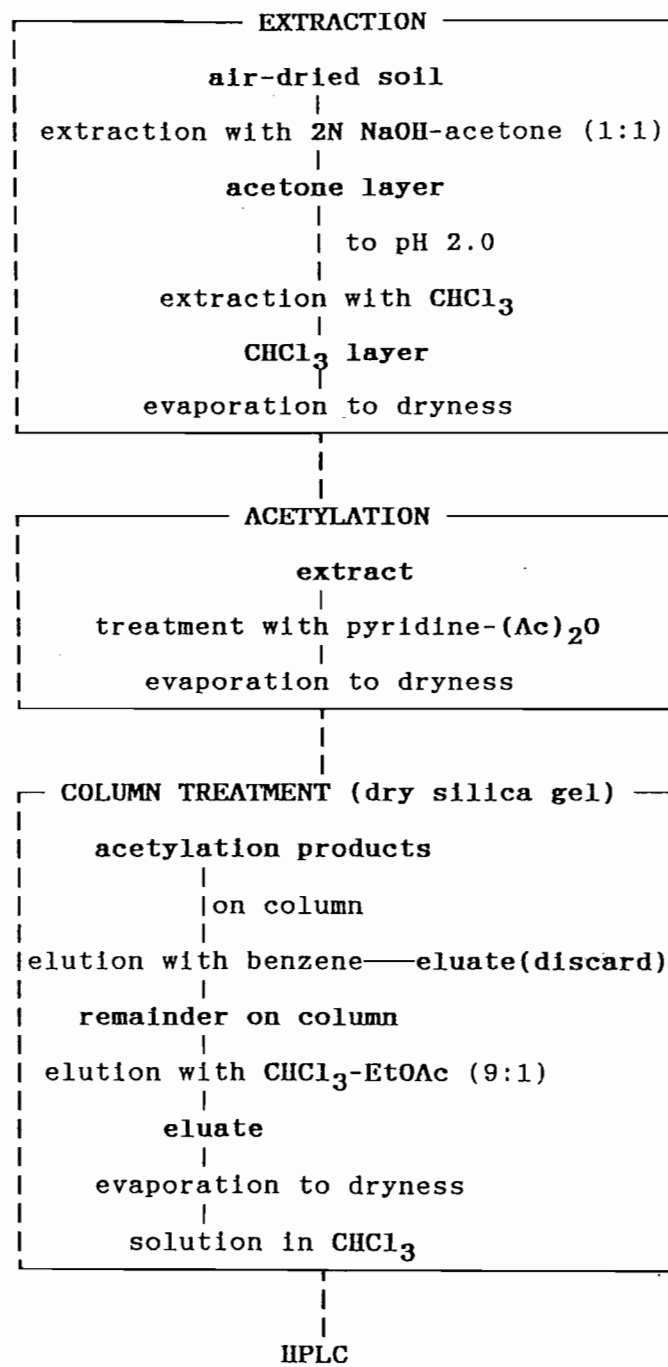 EXTRACTION
air-dried soil
extraction with 2N NaOH-acetone (1:1)
acetone layer
to pH 2.0
extraction with CHCl3
CHCl3 layer
evaporation to dryness
ACETYLATION
extract
treatment with pyridine-(Ac)2O
evaporation to dryness
COLUMN TREATMENT (dry silica gel)
acetylation products
on column
elution with benzene—eluate(discard)
remainder on column
elution with CHCl3-EtOAc (9:1)
eluate
evaporation to dryness
solution in CHCl3
HPLC